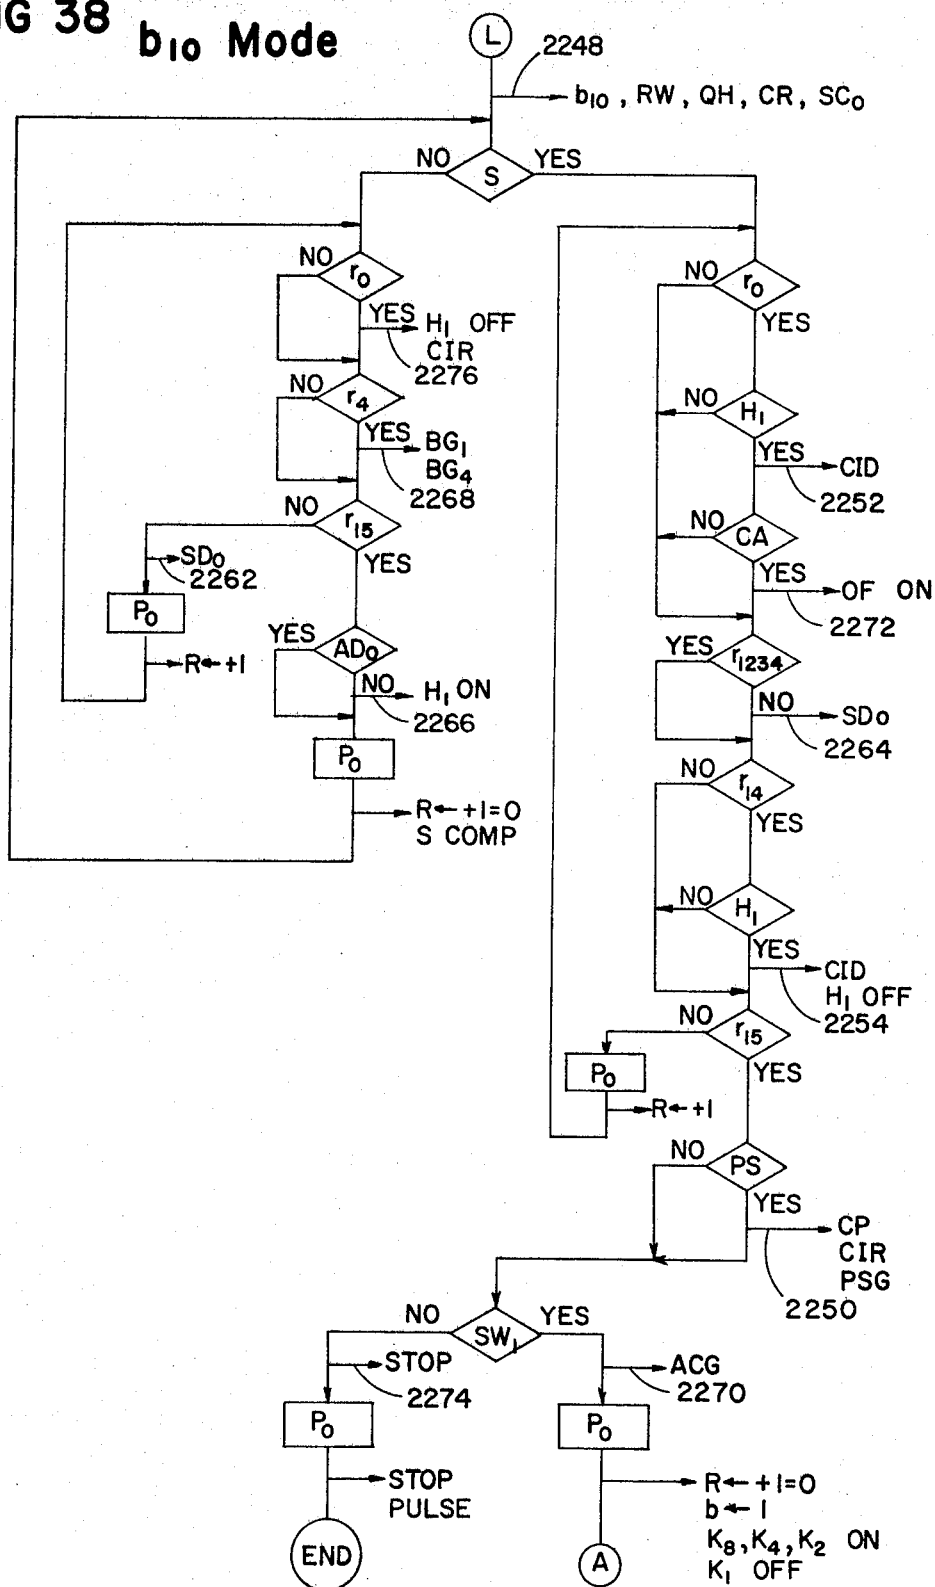 IG 38
b10 Mode
L
2248
b10, RW, QH, CR, SC0
NO
S
YES
NO
r0
YES
H1 OFF
CIR
2276
NO
r4
YES
BG1
BG4
2268
NO
r15
YES
SD0
2262
P0
R←+1
YES
AD0
NO
H1 ON
2266
P0
R←+1=0
S COMP
NO
r0
YES
NO
H1
YES
CID
2252
NO
CA
YES
OF ON
2272
YES
r1234
NO
SD0
2264
NO
r14
YES
NO
H1
YES
CID
H1 OFF
2254
NO
r15
YES
P0
R←+1
NO
PS
YES
CP
CIR
PSG
2250
NO
SW1
YES
STOP
2274
P0
STOP
PULSE
END
ACG
2270
P0
R←+1=0
b←1
K8,K4,K2 ON
K1 OFF
A